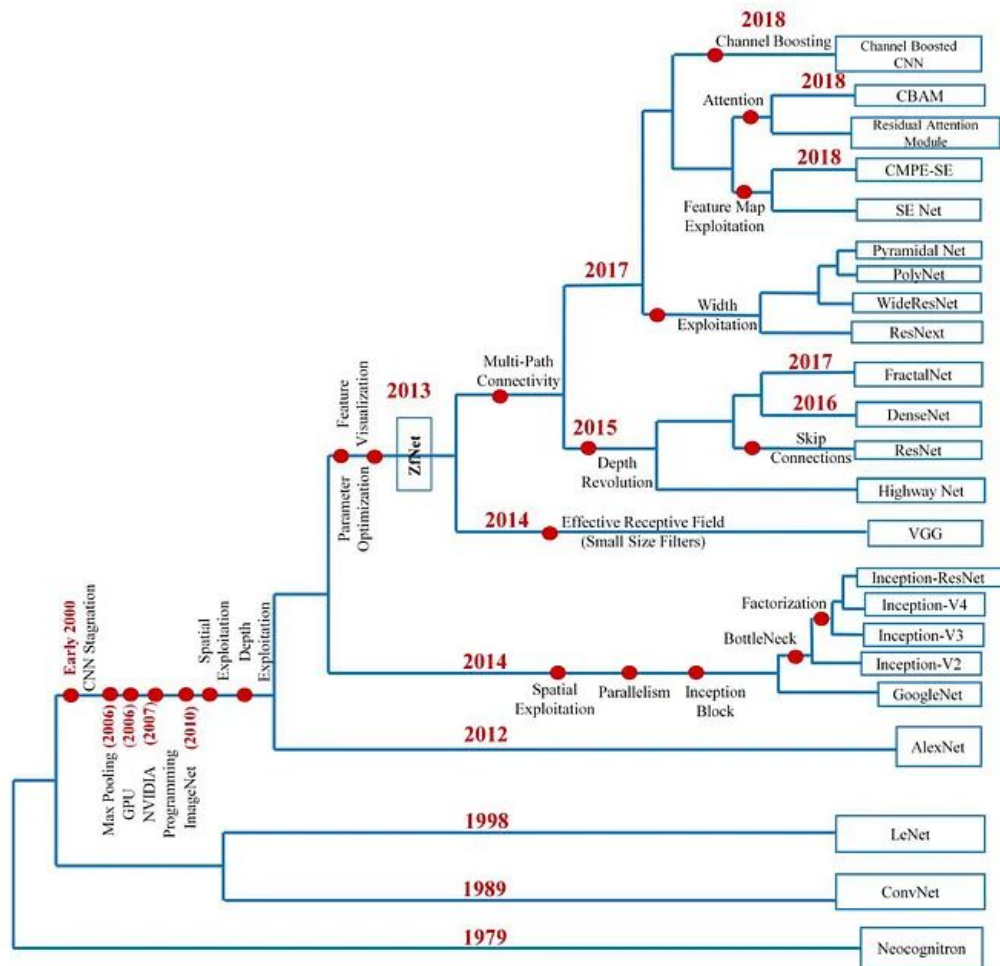 2018
Channel Boosting
Channel Boosted
CNN
2018
Attention
CBAM
Residual Attention
Module
2018
CMPE-SE
Feature Map
Exploitation
SE Net
Pyramidal Net
PolyNet
2017
Width
Exploitation
WideResNet
ResNext
Multi-Path
Connectivity
2017
FractalNet
2016
DenseNet
2015
Depth
Revolution
Skip
Connections
ResNet
Highway Net
Feature
Visualization
2013
ZfNet
Parameter
Optimization
2014
Effective Receptive Field
(Small Size Filters)
VGG
Inception-ResNet
Factorization
Inception-V4
BottleNeck
Inception-V3
Inception-V2
2014
Spatial
Exploitation
Parallelism
Inception
Block
GoogleNet
Early 2000
CNN Stagnation
Spatial
Exploitation
Depth
Exploitation
Max Pooling (2006)
GPU (2006)
NVIDIA (2007)
Programming
ImageNet (2010)
2012
AlexNet
1998
LeNet
1989
ConvNet
1979
Neocognitron